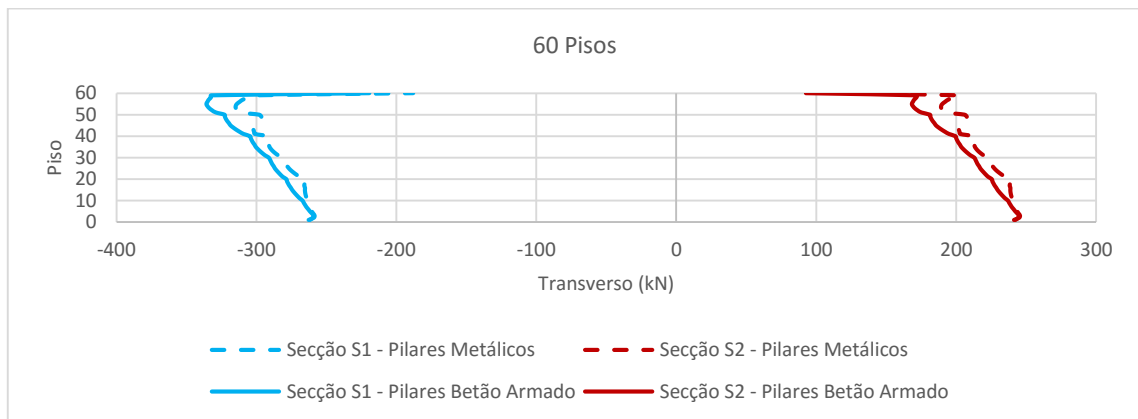 60 Pisos
60
50
40
30
20
10
0
Piso
-400 -300 -200 -100 0 100 200 300
Transverso (kN)
Secção S1 - Pilares Metálicos Secção S2 - Pilares Metálicos
Secção S1 - Pilares Betão Armado Secção S2 - Pilares Betão Armado